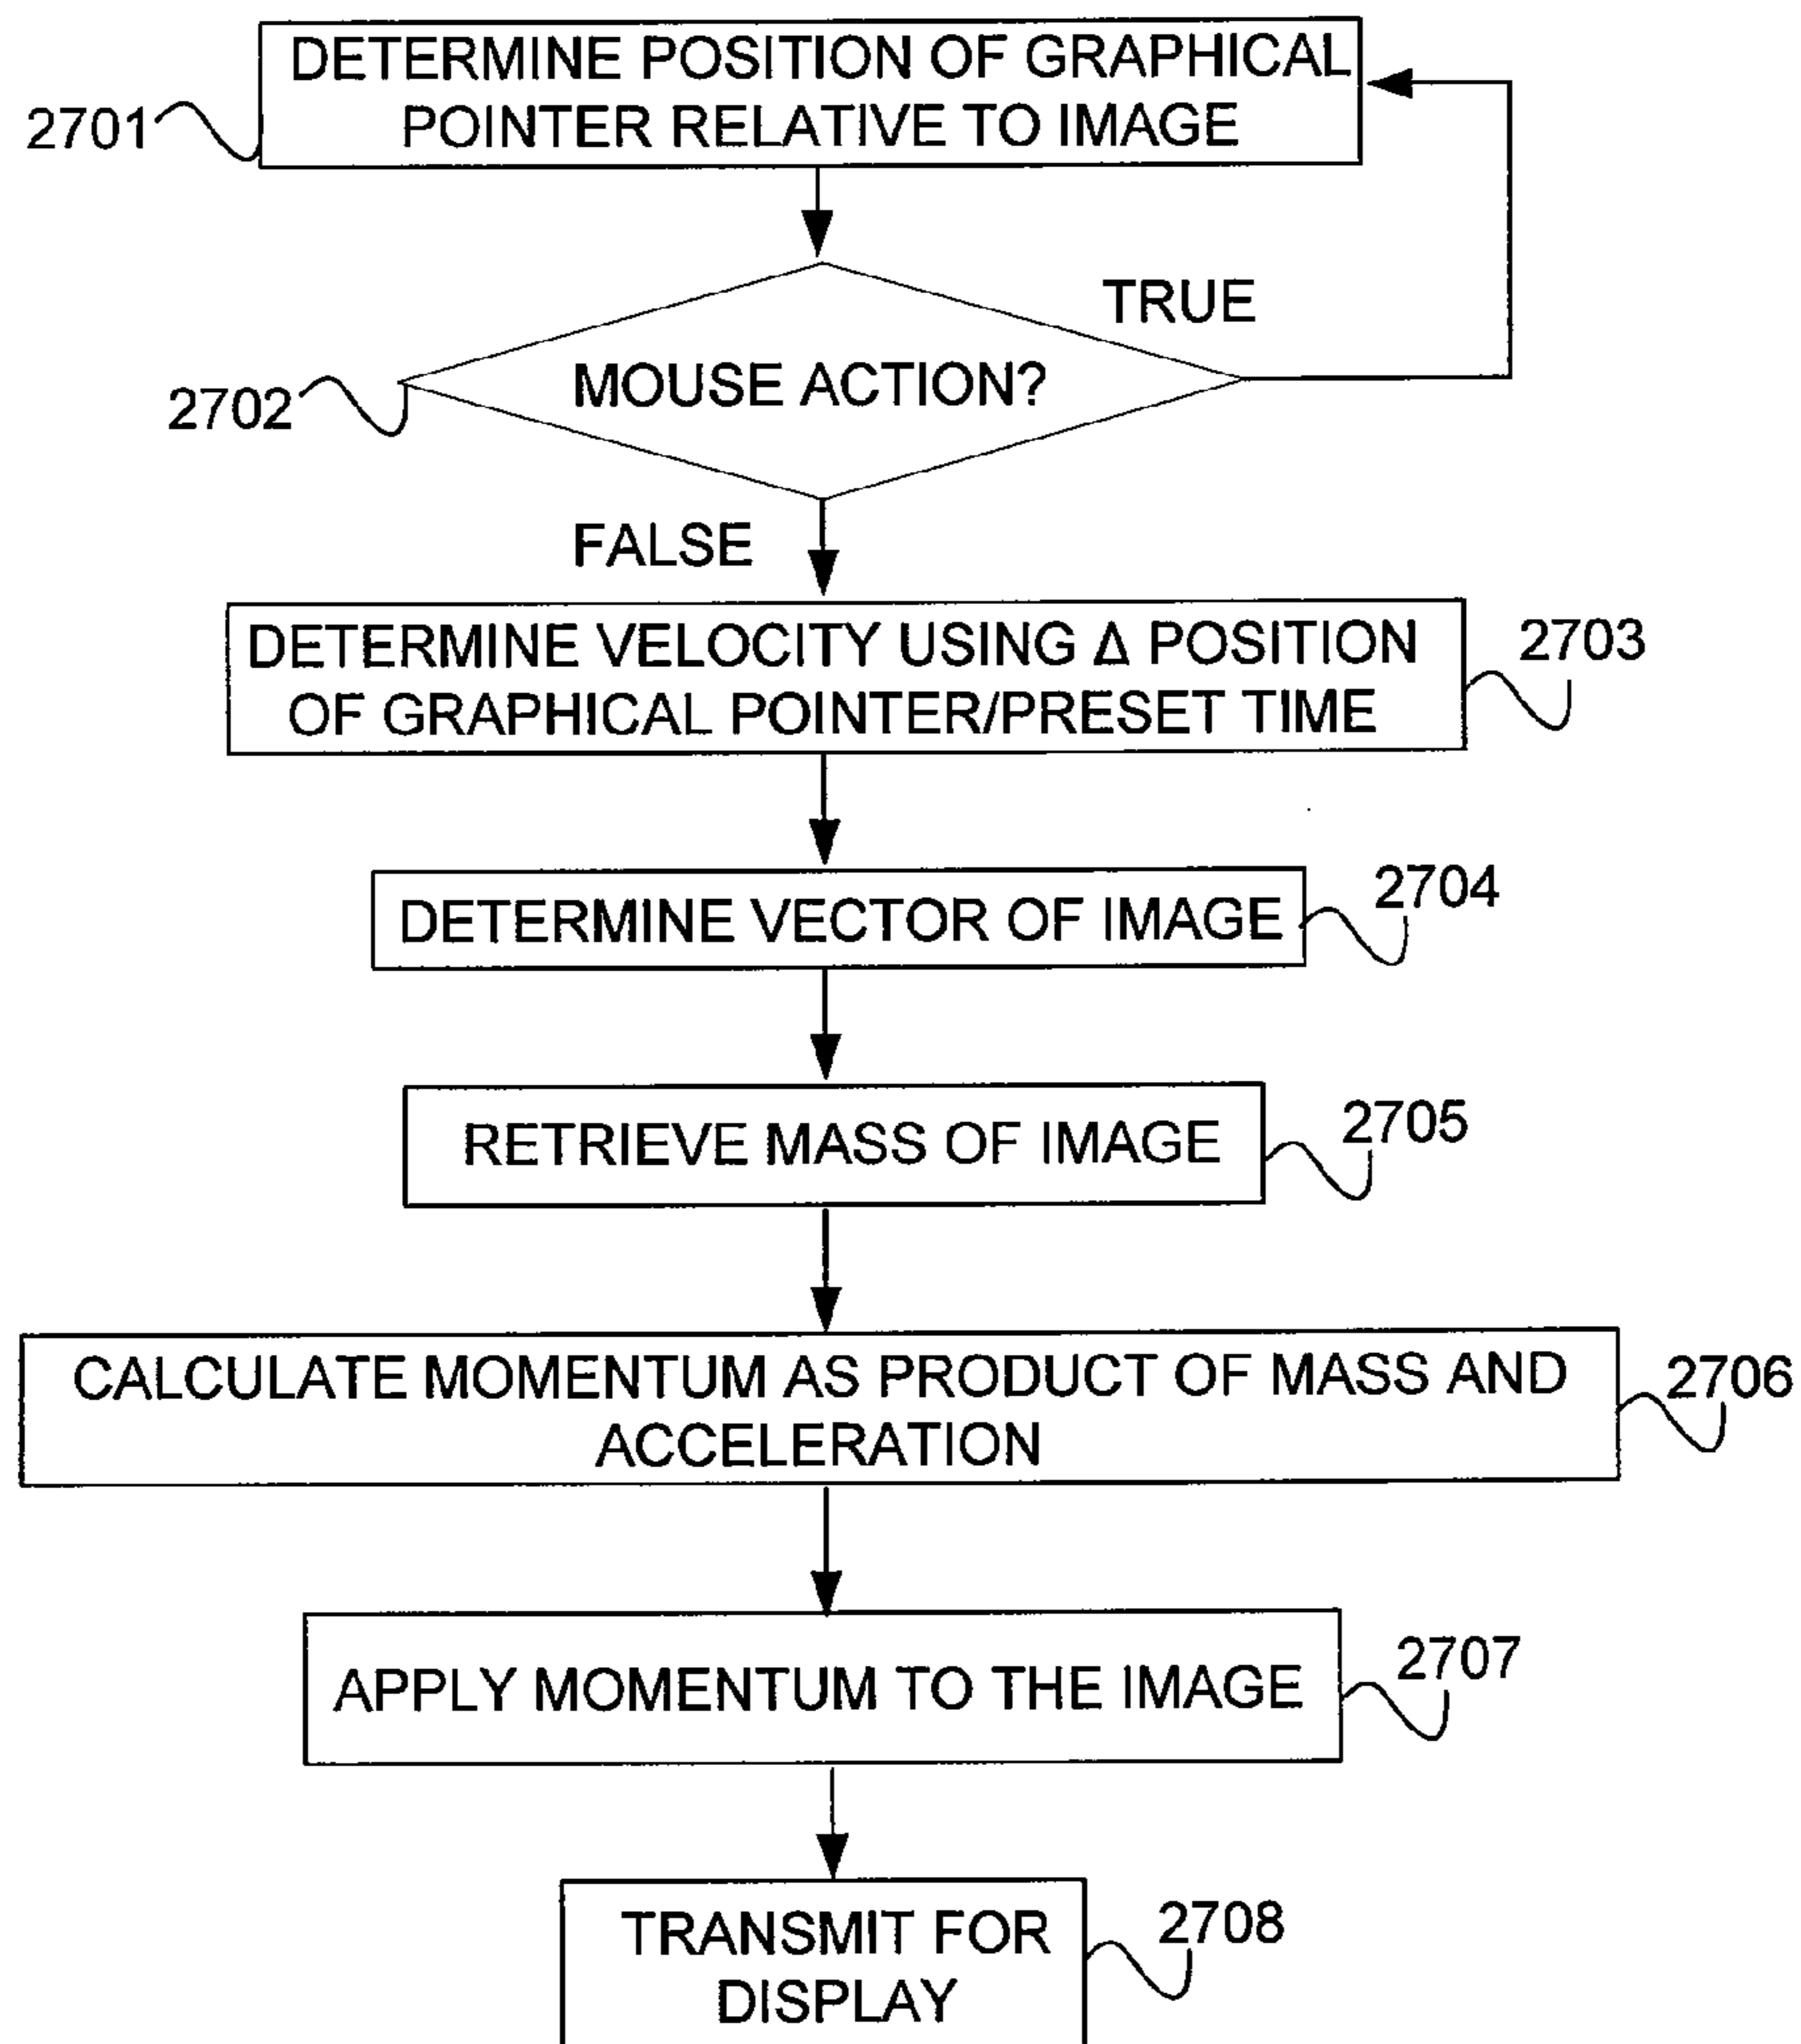 DETERMINE POSITION OF GRAPHICAL
POINTER RELATIVE TO IMAGE
2701
TRUE
MOUSE ACTION?
2702
FALSE
DETERMINE VELOCITY USING Δ POSITION
OF GRAPHICAL POINTER/PRESET TIME
2703
DETERMINE VECTOR OF IMAGE
2704
RETRIEVE MASS OF IMAGE
2705
CALCULATE MOMENTUM AS PRODUCT OF MASS AND
ACCELERATION
2706
APPLY MOMENTUM TO THE IMAGE
2707
TRANSMIT FOR
DISPLAY
2708